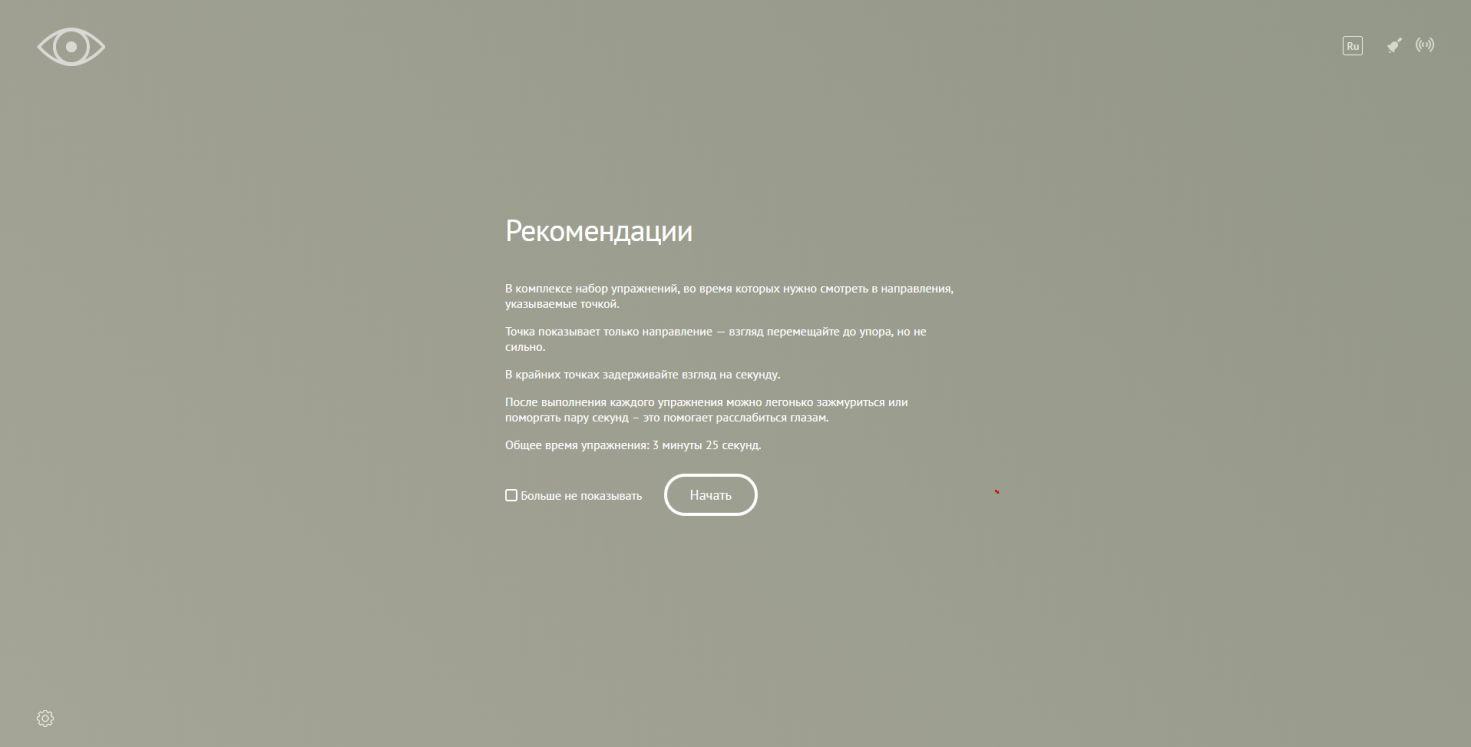 Ru
Рекомендации
В комплексе набор упражнений, во время которых нужно смотреть в направления,
указываемые точкой.
Точка показывает только направление — взгляд перемещайте до упора, но не
сильно.
В крайних точках задерживайте взгляд на секунду.
После выполнения каждого упражнения можно легонько зажмуриться или
поморгать пару секунд – это помогает расслабиться глазам.
Общее время упражнения: 3 минуты 25 секунд.
Больше не показывать
Начать